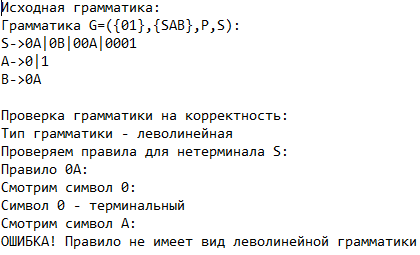 Исходная грамматика:
Грамматика G=({01},{SAB},P,S):
S->0A|0B|00A|0001
A->0|1
B->0A
Проверка грамматики на корректность:
Тип грамматики - леволинейная
Проверяем правила для нетерминала S:
Правило 0A:
Смотрим символ 0:
Символ 0 - терминальный
Смотрим символ A:
ОШИБКА! Правило не имеет вид леволинейной грамматики